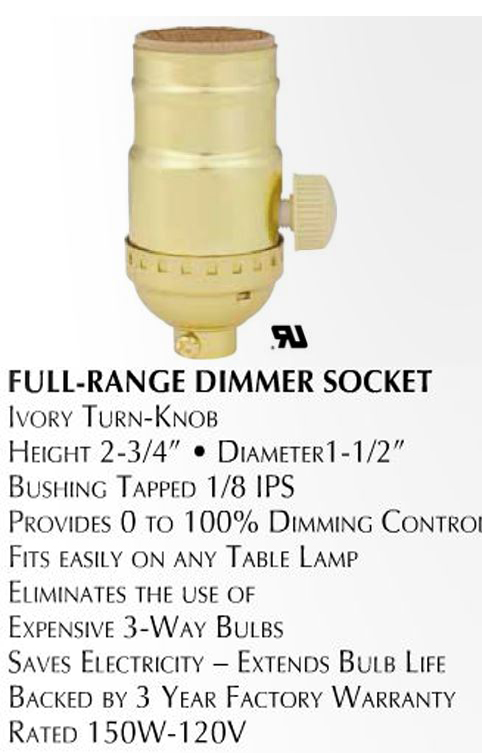 FULL-RANGE DIMMER SOCKET
IVORY TURN-KNOB
HEIGHT 2-3/4" • DIAMETER1-1/2"
BUSHING TAPPED 1/8 IPS
PROVIDES 0 TO 100% DIMMING CONTROL
FITS EASILY ON ANY TABLE LAMP
ELIMINATES THE USE OF
EXPENSIVE 3-WAY BULBS
SAVES ELECTRICITY – EXTENDS BULB LIFE
BACKED BY 3 YEAR FACTORY WARRANTY
RATED 150W-120V